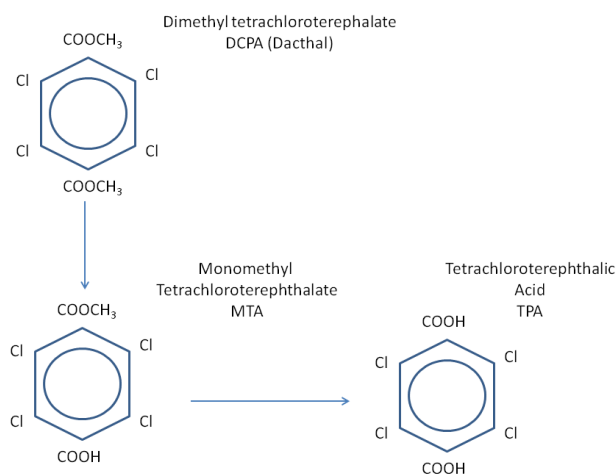 Dimethyl tetrachloroterephalate
DCPA (Dacthal)
COOCH₃
Cl
Cl
Cl
Cl
COOCH₃
Monomethyl
Tetrachloroterephthalate
MTA
COOCH₃
Cl
Cl
Cl
Cl
COOH
Tetrachloroterephthalic
Acid
TPA
COOH
Cl
Cl
Cl
Cl
COOH